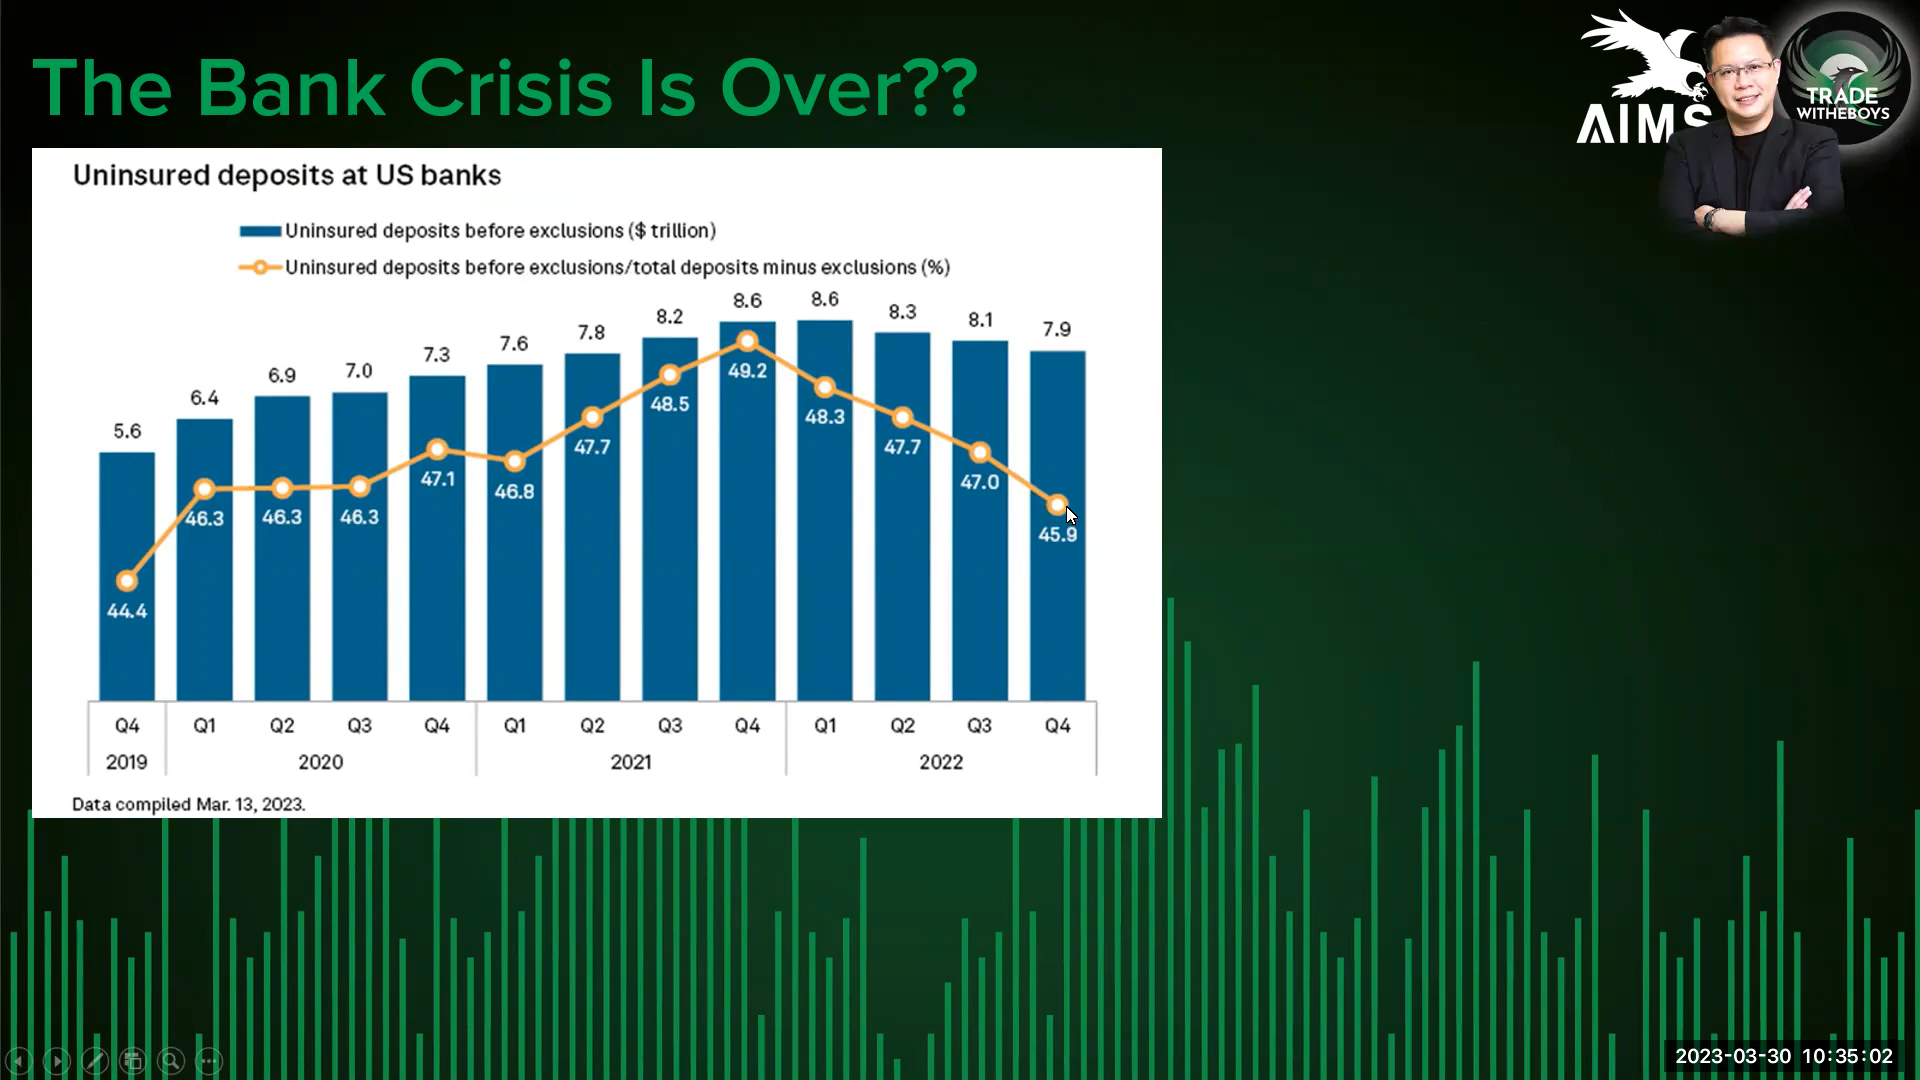 The Bank Crisis Is Over??
AIMS
TRADE
WITHEBOYS
Uninsured deposits at US banks
Uninsured deposits before exclusions ($ trillion)
Uninsured deposits before exclusions/total deposits minus exclusions (%)
5.6 6.4 6.9 7.0 7.3 7.6 7.8 8.2 8.6 8.6 8.3 8.1 7.9
44.4 46.3 46.3 46.3 47.1 46.8 47.7 48.5 49.2 48.3 47.7 47.0 45.9
Q4 Q1 Q2 Q3 Q4 Q1 Q2 Q3 Q4 Q1 Q2 Q3 Q4
2019 2020 2021 2022
Data compiled Mar. 13, 2023.
2023-03-30 10:35:02